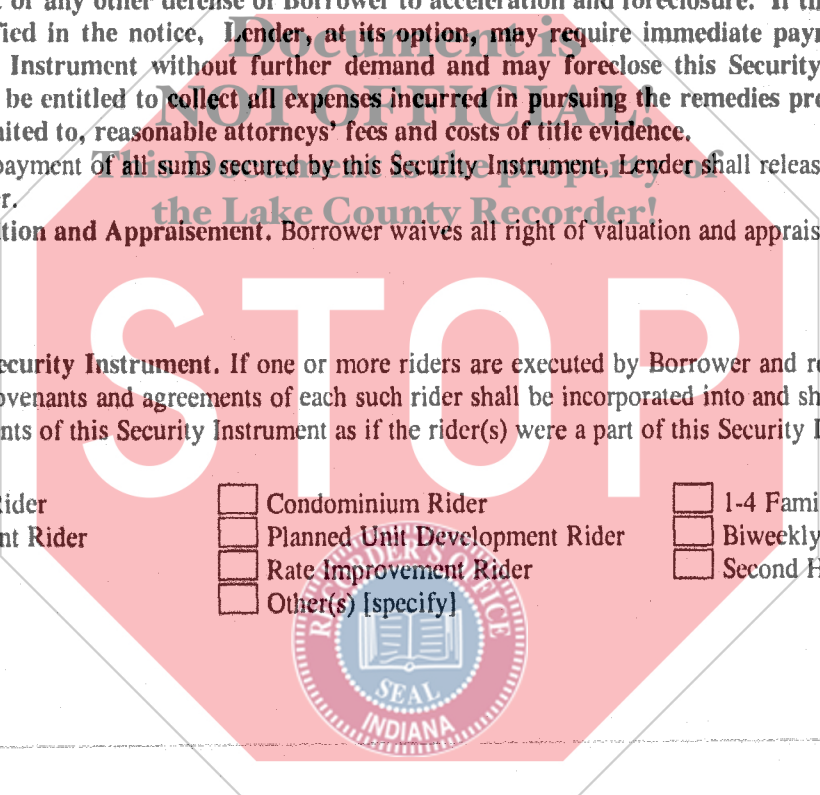 of any other defense of Borrower to acceleration and foreclosure. If th
fied in the notice, Lender, at its option, may require immediate payn
Document is
Instrument without further demand and may foreclose this Security
be entitled to collect all expenses incurred in pursuing the remedies pro
NOT OFFICIAL!
nited to, reasonable attorneys' fees and costs of title evidence.
payment of all sums secured by this Security Instrument, Lender shall releas
This Document is the property of
r.
the Lake County Recorder!
tion and Appraisement. Borrower waives all right of valuation and apprais
STOP
ecurity Instrument. If one or more riders are executed by Borrower and re
ovenants and agreements of each such rider shall be incorporated into and sh
nts of this Security Instrument as if the rider(s) were a part of this Security I
Rider
Condominium Rider
1-4 Fami
nt Rider
Planned Unit Development Rider
Biweekly
Rate Improvement Rider
Second H
Other(s) [specify]
RECORDER'S OFFICE
SEAL
INDIANA